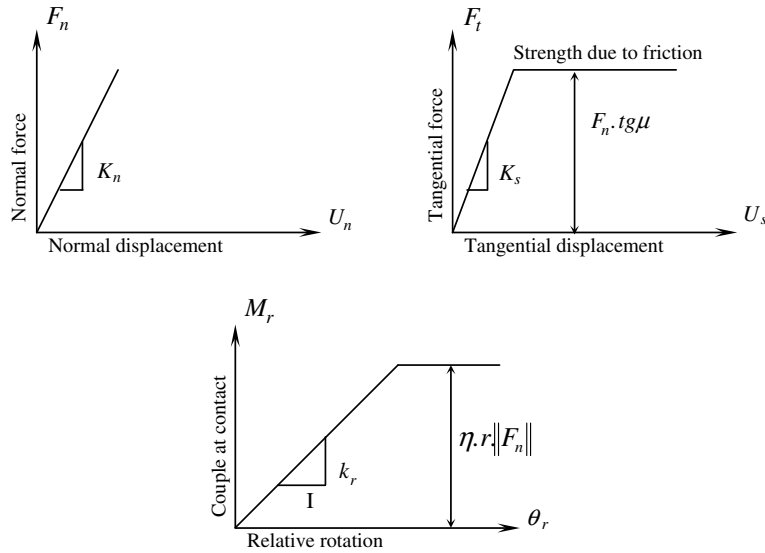 F_n
Normal force
K_n
U_n
Normal displacement
F_t
Strength due to friction
Tangential force
F_n.tgμ
K_s
U_s
Tangential displacement
M_r
Couple at contact
η.r.‖F_n‖
k_r
I
θ_r
Relative rotation